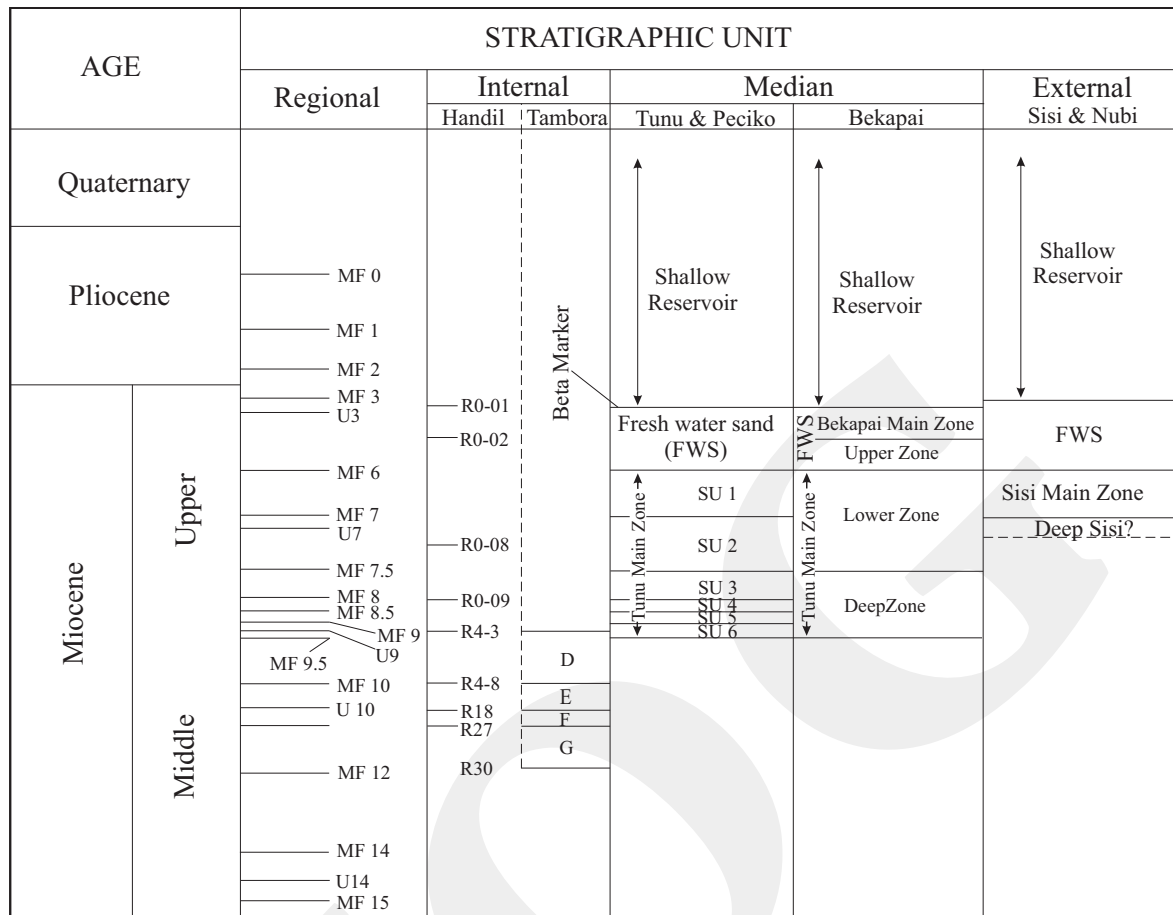 AGE
STRATIGRAPHIC UNIT
Regional
Internal
Median
External
Handil
Tambora
Tunu & Peciko
Bekapai
Sisi & Nubi
Quaternary
Pliocene
Miocene
Upper
Middle
MF 0
MF 1
MF 2
MF 3
U3
MF 6
MF 7
U7
MF 7.5
MF 8
MF 8.5
MF 9
U9
MF 9.5
MF 10
U 10
MF 12
MF 14
U14
MF 15
R0-01
R0-02
R0-08
R0-09
R4-3
R4-8
R18
R27
R30
Beta Marker
D
E
F
G
Shallow
Reservoir
Fresh water sand
(FWS)
Tunu Main Zone
SU 1
SU 2
SU 3
SU 4
SU 5
SU 6
Shallow
Reservoir
FWS
Bekapai Main Zone
Upper Zone
Tunu Main Zone
Lower Zone
DeepZone
Shallow
Reservoir
FWS
Sisi Main Zone
Deep Sisi?
OG